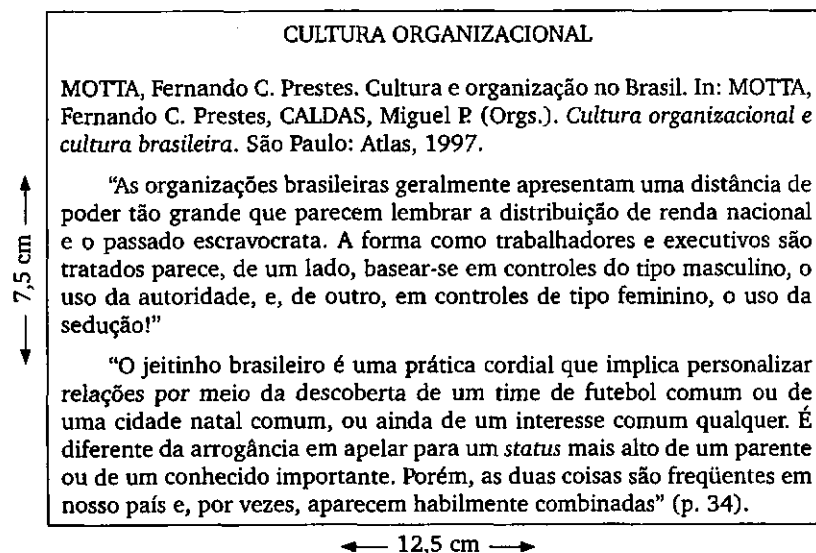 CULTURA ORGANIZACIONAL
MOTTA, Fernando C. Prestes. Cultura e organização no Brasil. In: MOTTA,
Fernando C. Prestes, CALDAS, Miguel P. (Orgs.). Cultura organizacional e
cultura brasileira. São Paulo: Atlas, 1997.
“As organizações brasileiras geralmente apresentam uma distância de
poder tão grande que parecem lembrar a distribuição de renda nacional
e o passado escravocrata. A forma como trabalhadores e executivos são
tratados parece, de um lado, basear-se em controles do tipo masculino, o
uso da autoridade, e, de outro, em controles de tipo feminino, o uso da
sedução!”
“O jeitinho brasileiro é uma prática cordial que implica personalizar
relações por meio da descoberta de um time de futebol comum ou de
uma cidade natal comum, ou ainda de um interesse comum qualquer. É
diferente da arrogância em apelar para um status mais alto de um parente
ou de um conhecido importante. Porém, as duas coisas são freqüentes em
nosso país e, por vezes, aparecem habilmente combinadas” (p. 34).
7,5 cm
12,5 cm